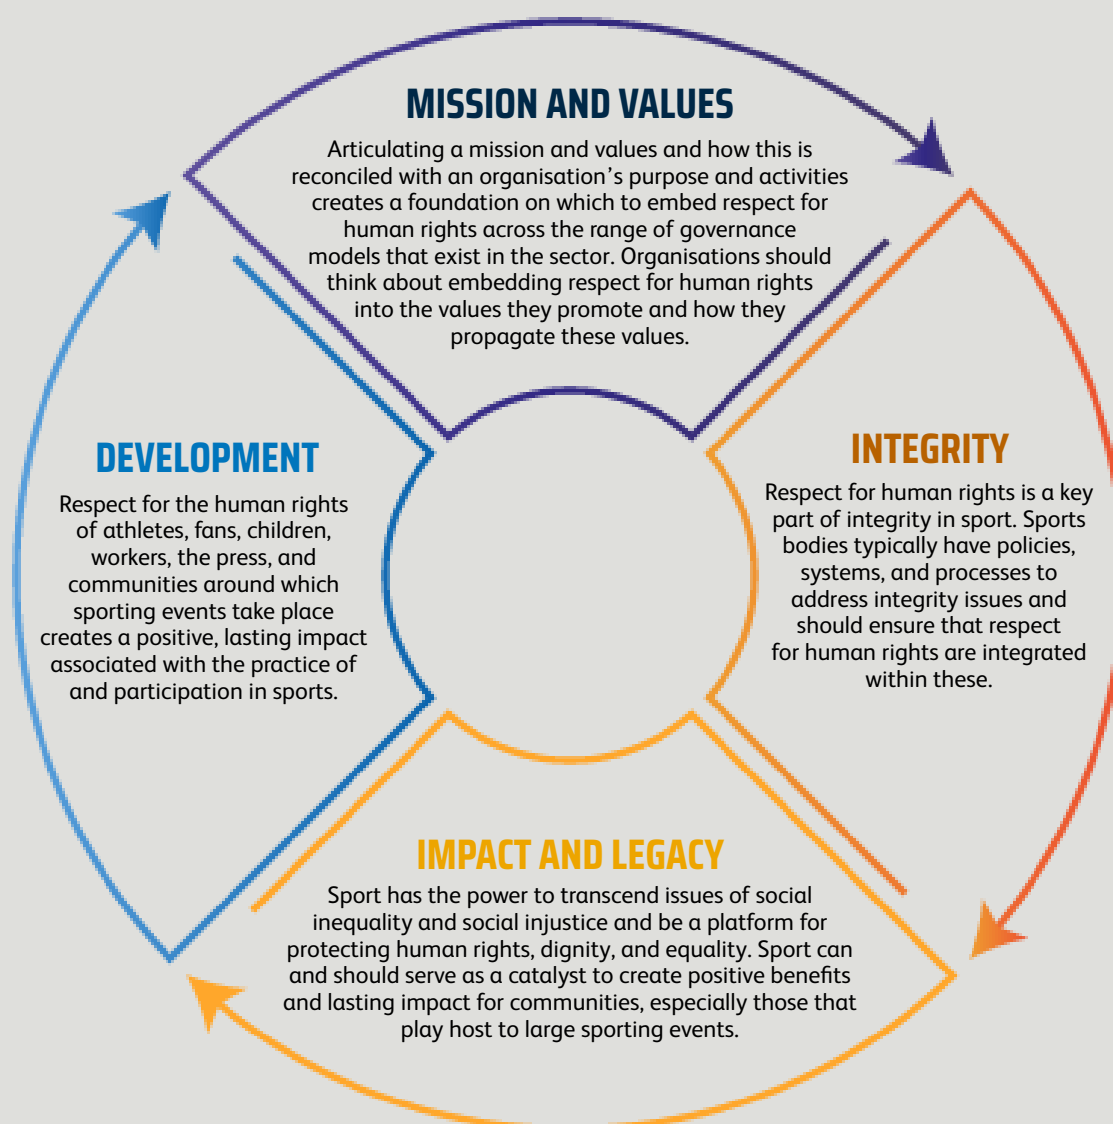 MISSION AND VALUES
Articulating a mission and values and how this is
reconciled with an organisation's purpose and activities
creates a foundation on which to embed respect for
human rights across the range of governance
models that exist in the sector. Organisations should
think about embedding respect for human rights
into the values they promote and how they
propagate these values.
INTEGRITY
Respect for human rights is a key
part of integrity in sport. Sports
bodies typically have policies,
systems, and processes to
address integrity issues and
should ensure that respect
for human rights are integrated
within these.
IMPACT AND LEGACY
Sport has the power to transcend issues of social
inequality and social injustice and be a platform for
protecting human rights, dignity, and equality. Sport can
and should serve as a catalyst to create positive benefits
and lasting impact for communities, especially those that
play host to large sporting events.
DEVELOPMENT
Respect for the human rights
of athletes, fans, children,
workers, the press, and
communities around which
sporting events take place
creates a positive, lasting impact
associated with the practice of
and participation in sports.